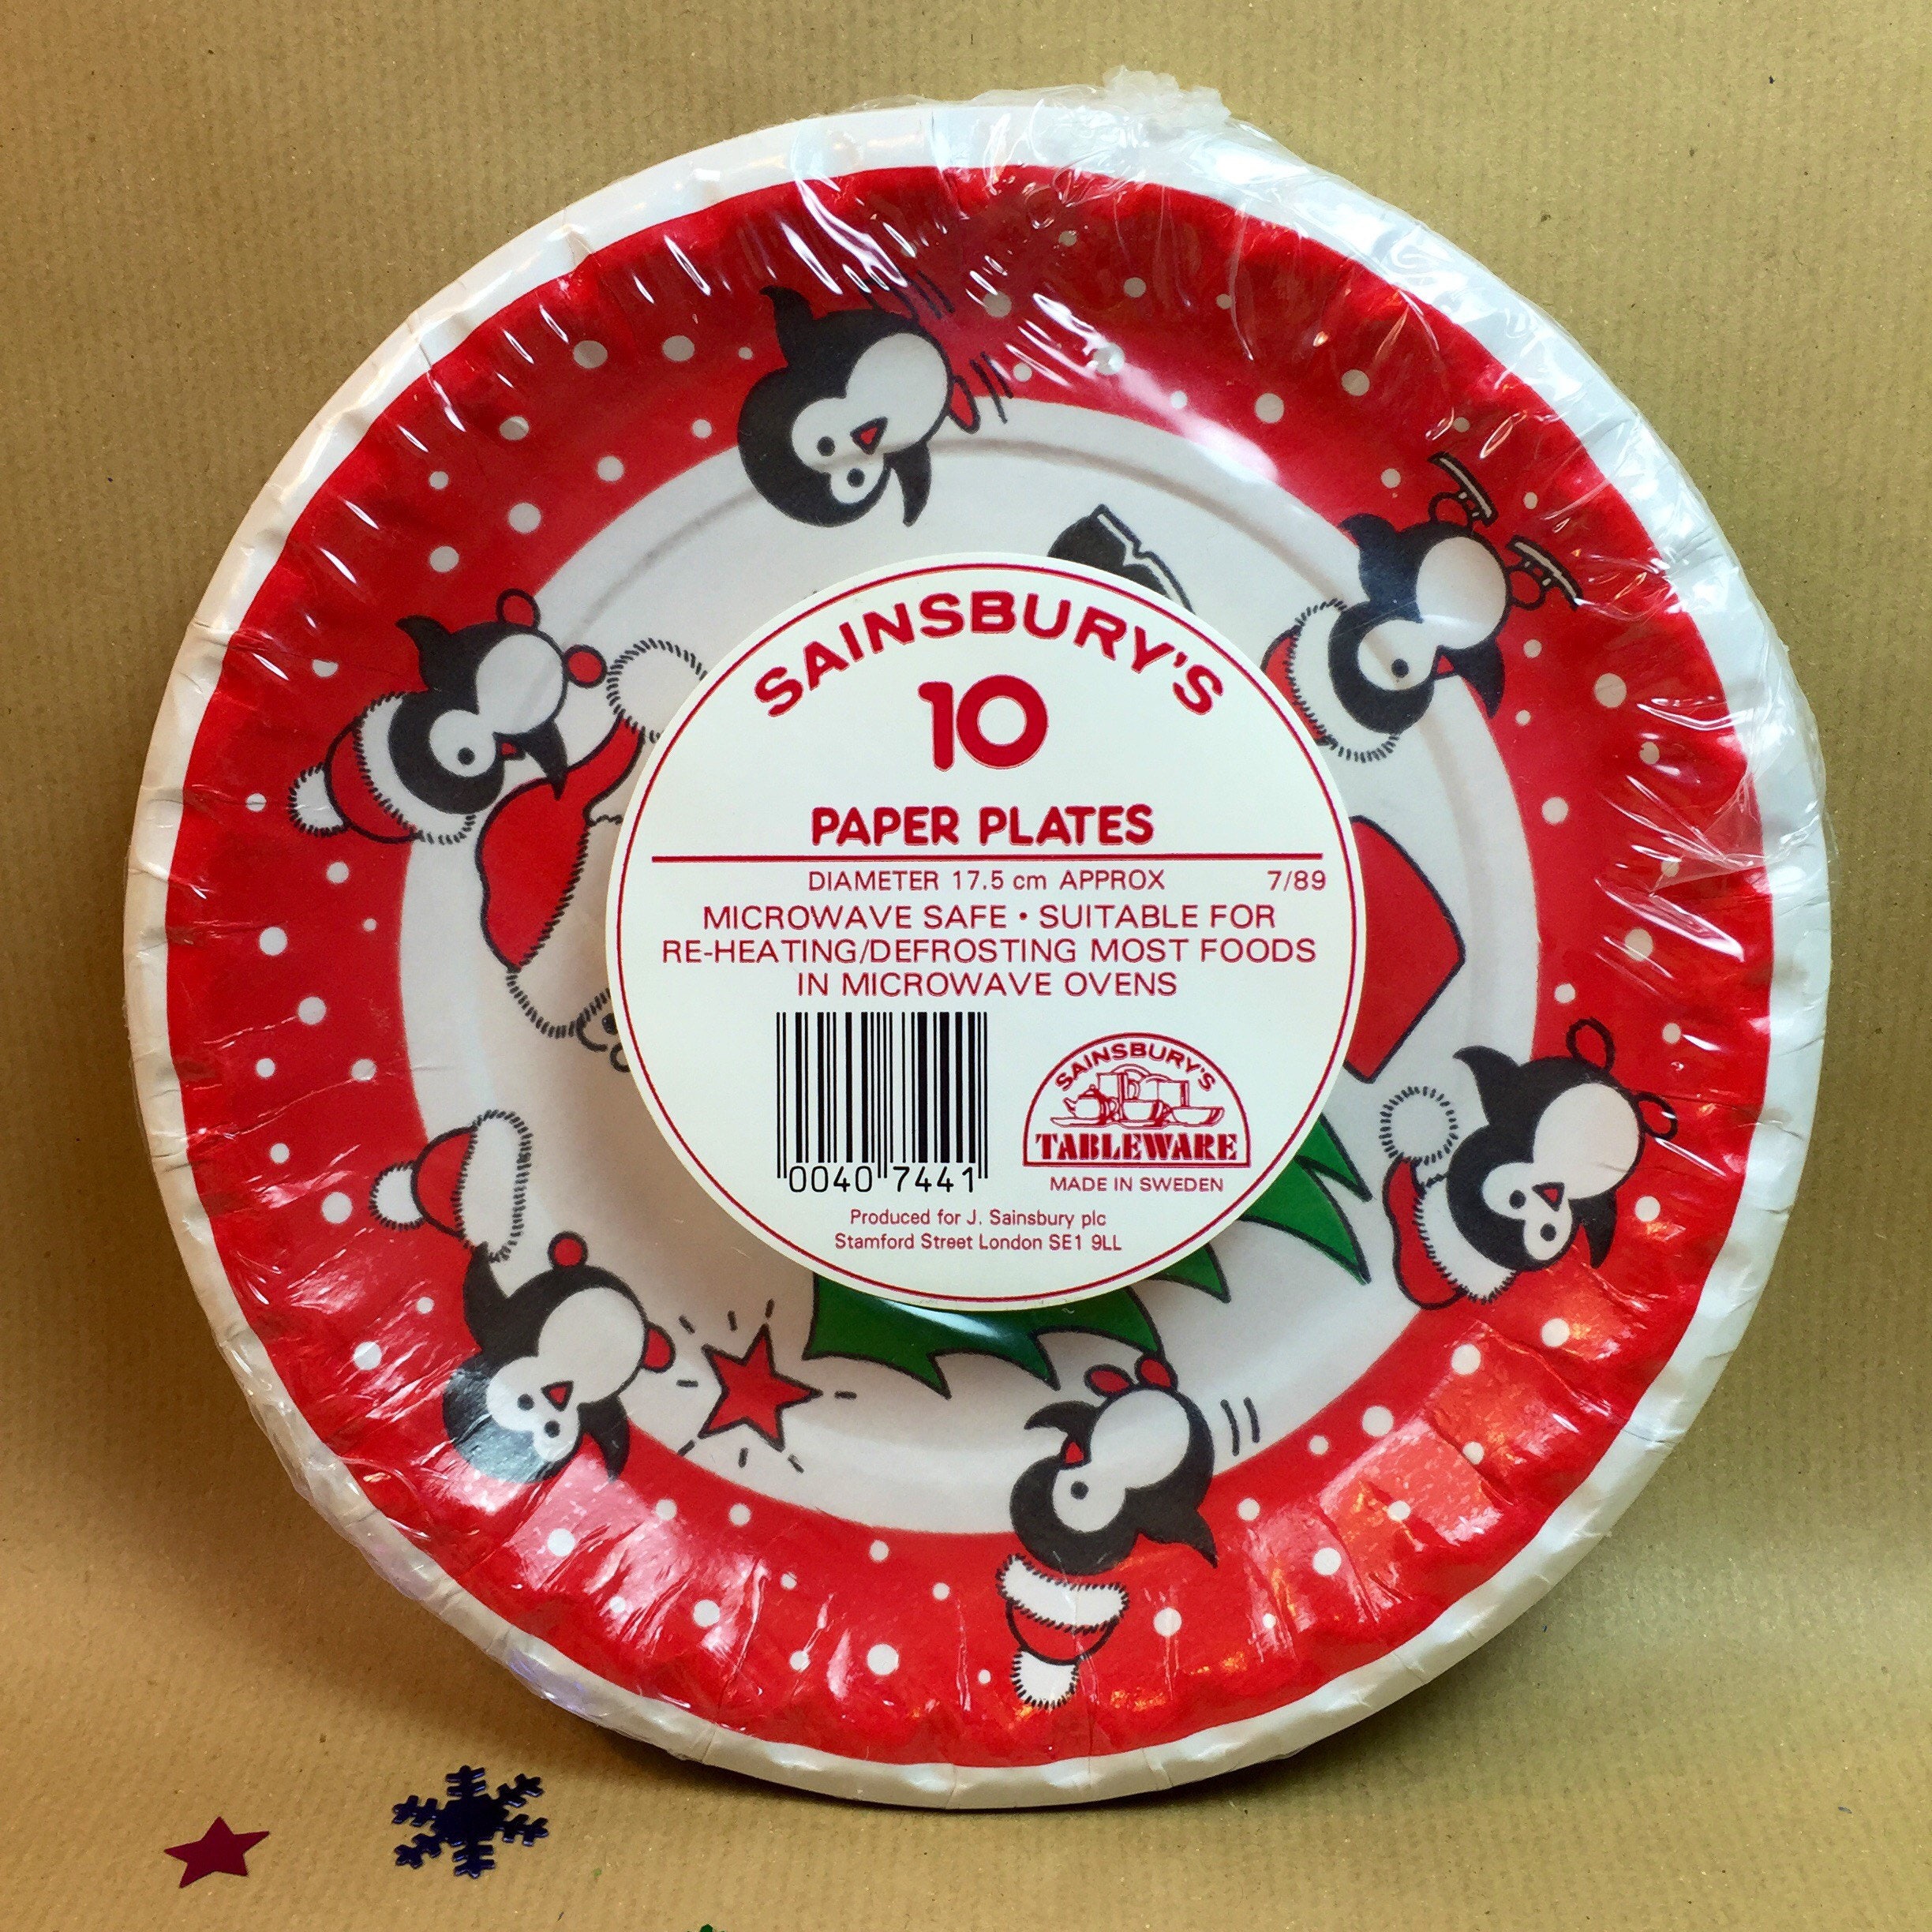 SAINSBURY'S
10
PAPER PLATES
DIAMETER 17.5 cm APPROX 7/89
MICROWAVE SAFE • SUITABLE FOR
RE-HEATING/DEFROSTING MOST FOODS
IN MICROWAVE OVENS
0040 7441
SAINSBURY'S
TABLEWARE
MADE IN SWEDEN
Produced for J. Sainsbury plc
Stamford Street London SE1 9LL